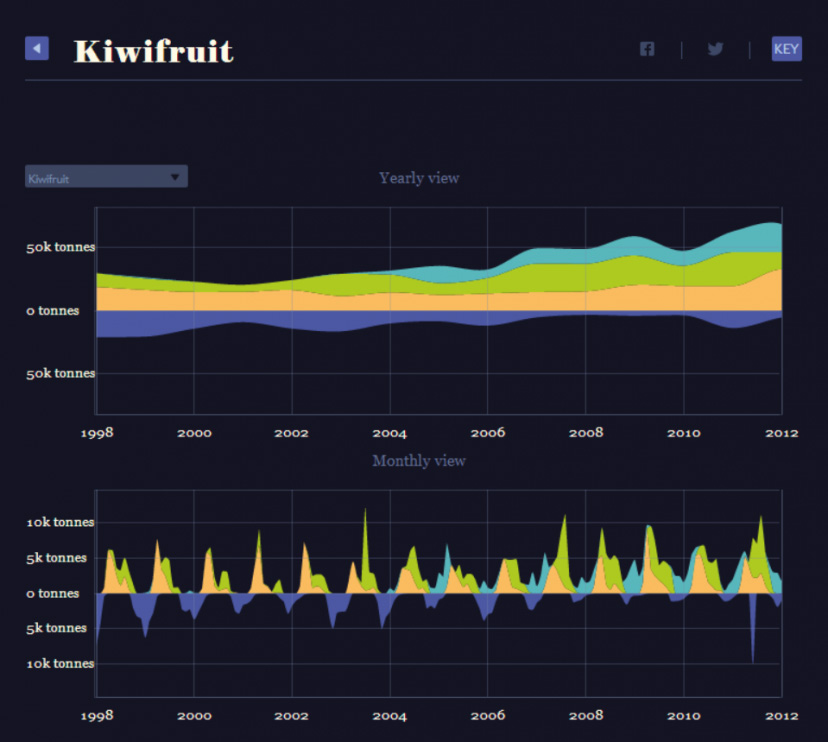 Kiwifruit
KEY
Kiwifruit
Yearly view
50k tonnes
0 tonnes
50k tonnes
1998 2000 2002 2004 2006 2008 2010 2012
Monthly view
10k tonnes
5k tonnes
0 tonnes
5k tonnes
10k tonnes
1998 2000 2002 2004 2006 2008 2010 2012